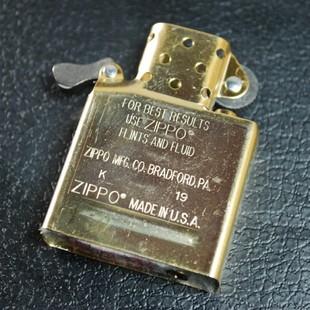 FOR BEST RESULTS
USE ZIPPO®
FLINTS AND FLUID
ZIPPO MFG. CO. BRADFORD, PA.
K 19
ZIPPO® MADE IN U.S.A.